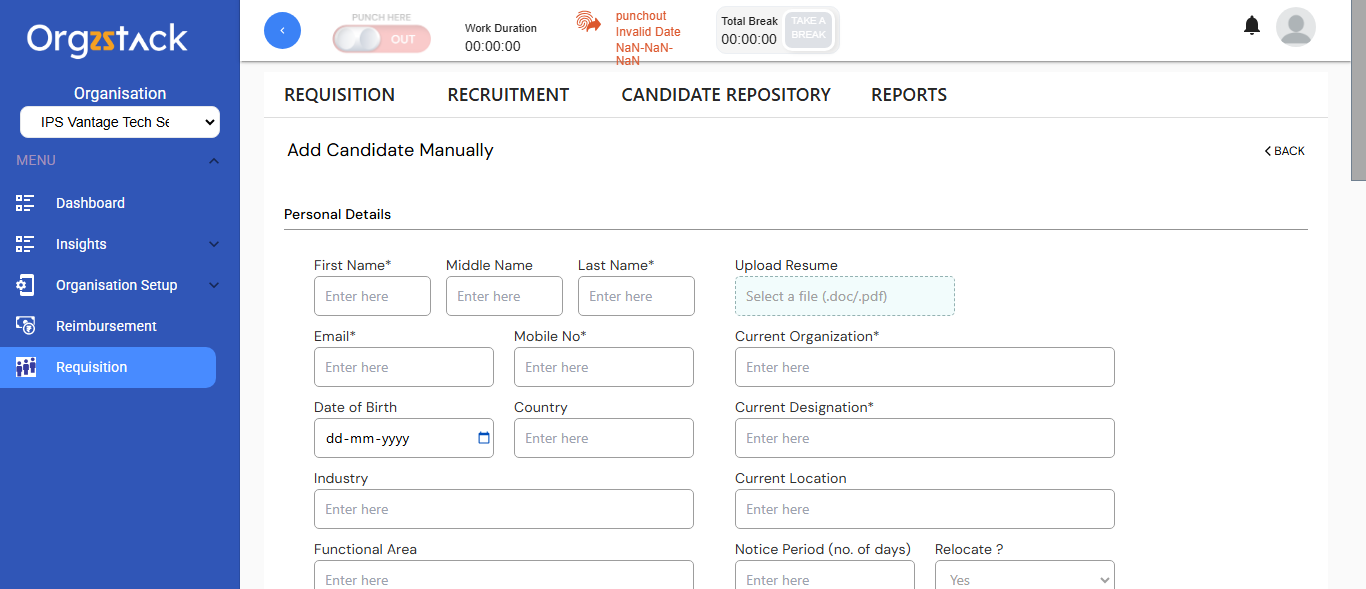 Orgzstack
Organisation
IPS Vantage Tech Se
MENU
Dashboard
Insights
Organisation Setup
Reimbursement
Requisition
PUNCH HERE
OUT
Work Duration
00:00:00
punchout
Invalid Date
NaN-NaN-
NaN
Total Break
00:00:00
TAKE A
BREAK
REQUISITION RECRUITMENT CANDIDATE REPOSITORY REPORTS
Add Candidate Manually
BACK
Personal Details
First Name* Middle Name Last Name* Upload Resume
Enter here Enter here Enter here Select a file (.doc/.pdf)
Email* Mobile No* Current Organization*
Enter here Enter here Enter here
Date of Birth Country Current Designation*
dd-mm-yyyy Enter here Enter here
Industry Current Location
Enter here Enter here
Functional Area Notice Period (no. of days) Relocate ?
Enter here Enter here Yes